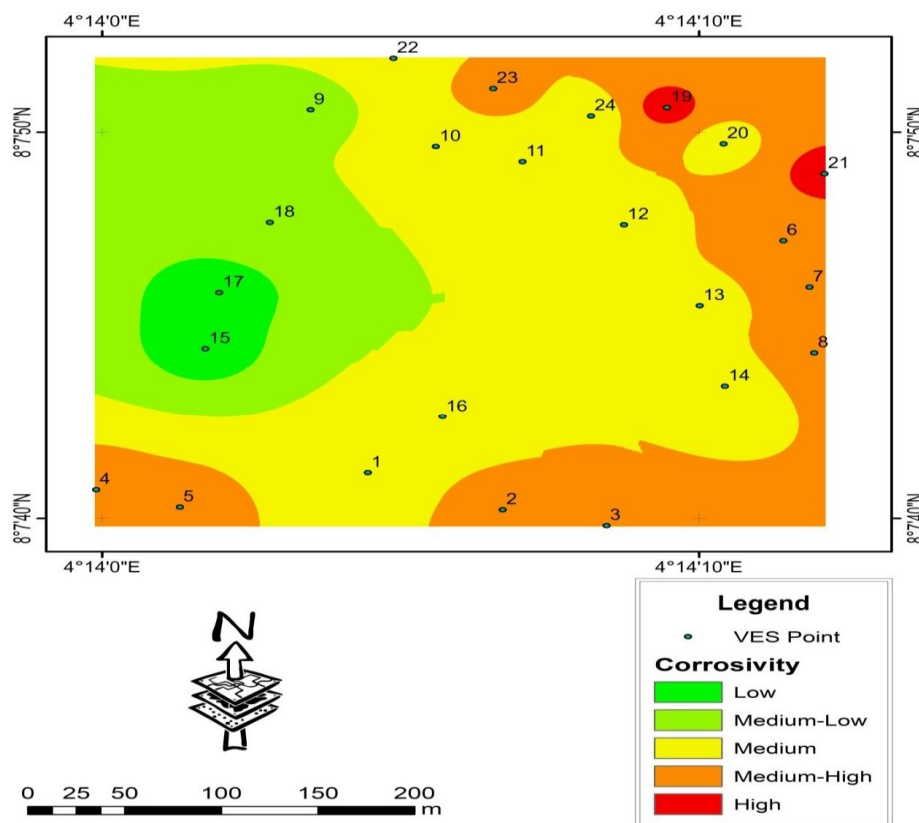 4°14'0"E 4°14'10"E
22
23
9
24
19
8°7'50"N 8°7'50"N
10
20
11
21
18
12
6
17
7
13
15
8
14
16
1
4
5
2
3
8°7'40"N 8°7'40"N
4°14'0"E 4°14'10"E
N
Legend
VES Point
Corrosivity
Low
Medium-Low
Medium
Medium-High
High
0 25 50 100 150 200
m